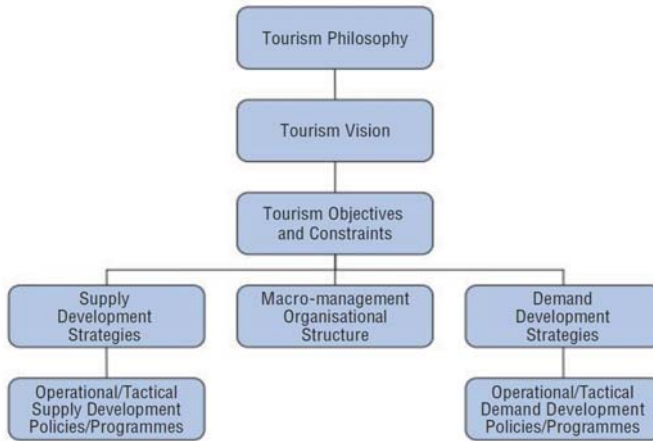 Tourism Philosophy
Tourism Vision
Tourism Objectives
and Constraints
Supply
Development
Strategies
Macro-management
Organisational
Structure
Demand
Development
Strategies
Operational/Tactical
Supply Development
Policies/Programmes
Operational/Tactical
Demand Development
Policies/Programmes